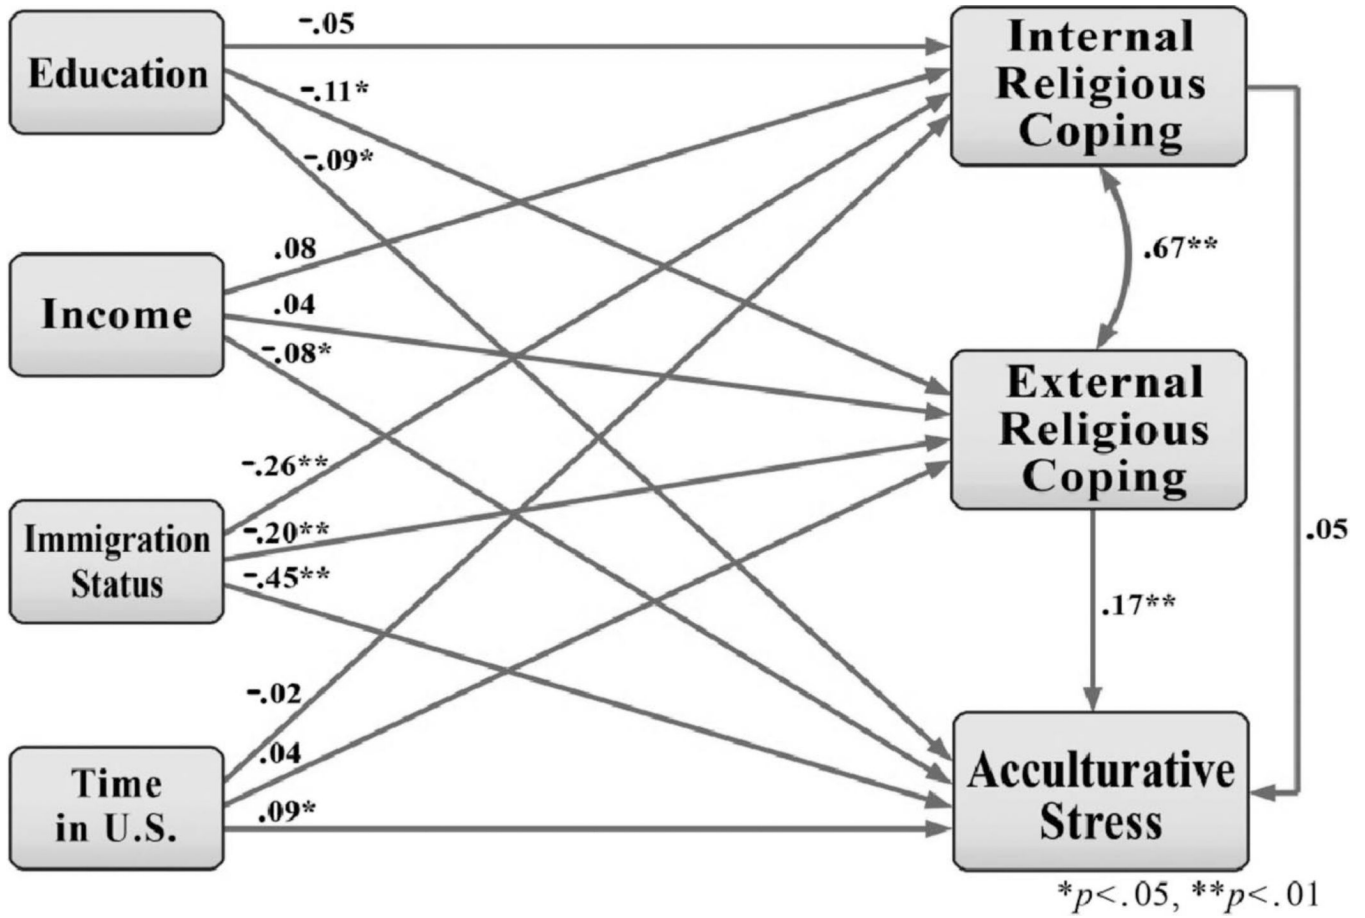 Education
Income
Immigration
Status
Time
in U.S.
-.05
-.11*
-.09*
.08
.04
-.08*
-.26**
-.20**
-.45**
-.02
.04
.09*
Internal
Religious
Coping
.67**
External
Religious
Coping
.05
.17**
Acculturative
Stress
*p<.05, **p<.01